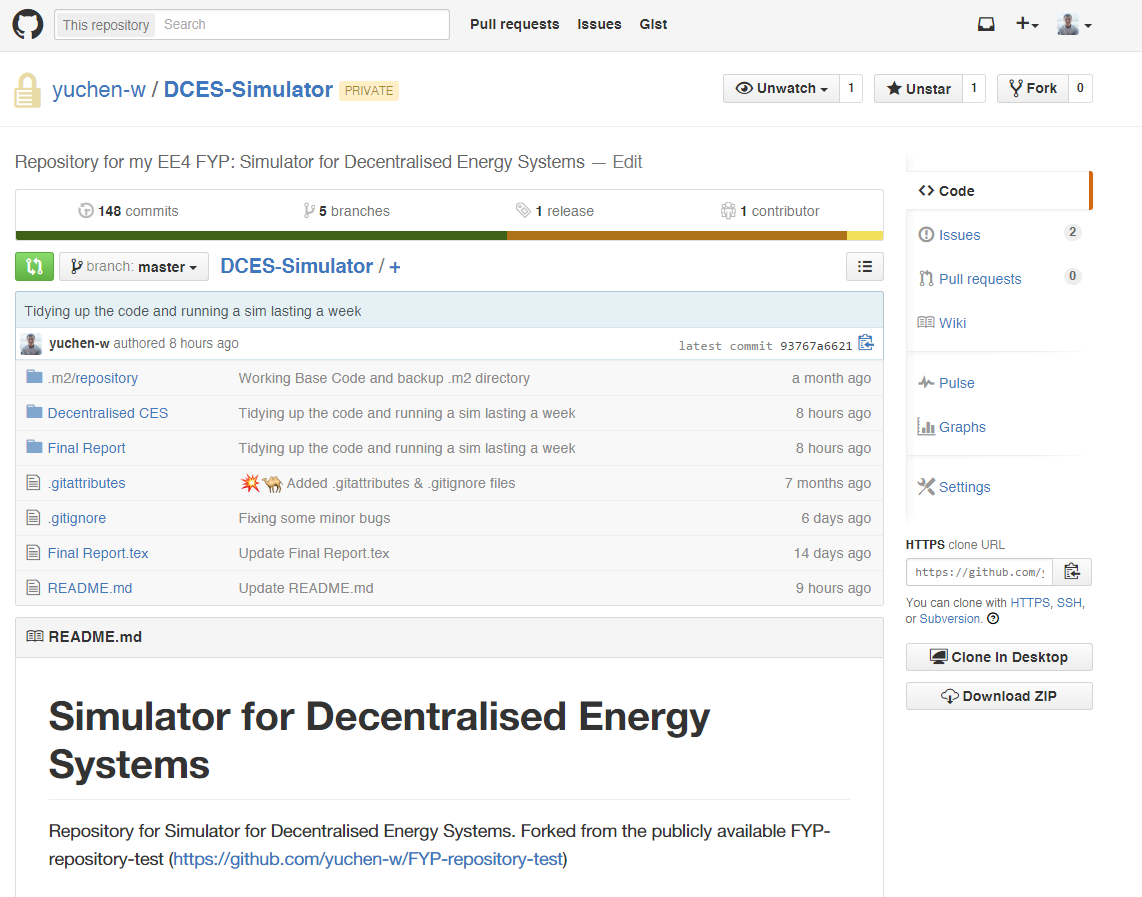 This repository Search Pull requests Issues Gist
yuchen-w / DCES-Simulator PRIVATE Unwatch 1 Unstar 1 Fork 0
Repository for my EE4 FYP: Simulator for Decentralised Energy Systems — Edit
148 commits 5 branches 1 release 1 contributor
branch: master DCES-Simulator / +
Tidying up the code and running a sim lasting a week
yuchen-w authored 8 hours ago latest commit 93767a6621
.m2/repository Working Base Code and backup .m2 directory a month ago
Decentralised CES Tidying up the code and running a sim lasting a week 8 hours ago
Final Report Tidying up the code and running a sim lasting a week 8 hours ago
.gitattributes 💥🐫 Added .gitattributes & .gitignore files 7 months ago
.gitignore Fixing some minor bugs 6 days ago
Final Report.tex Update Final Report.tex 14 days ago
README.md Update README.md 9 hours ago
README.md
Simulator for Decentralised Energy
Systems
Repository for Simulator for Decentralised Energy Systems. Forked from the publicly available FYP-
repository-test (https://github.com/yuchen-w/FYP-repository-test)
Code
Issues 2
Pull requests 0
Wiki
Pulse
Graphs
Settings
HTTPS clone URL
https://github.com/y
You can clone with HTTPS, SSH,
or Subversion.
Clone in Desktop
Download ZIP